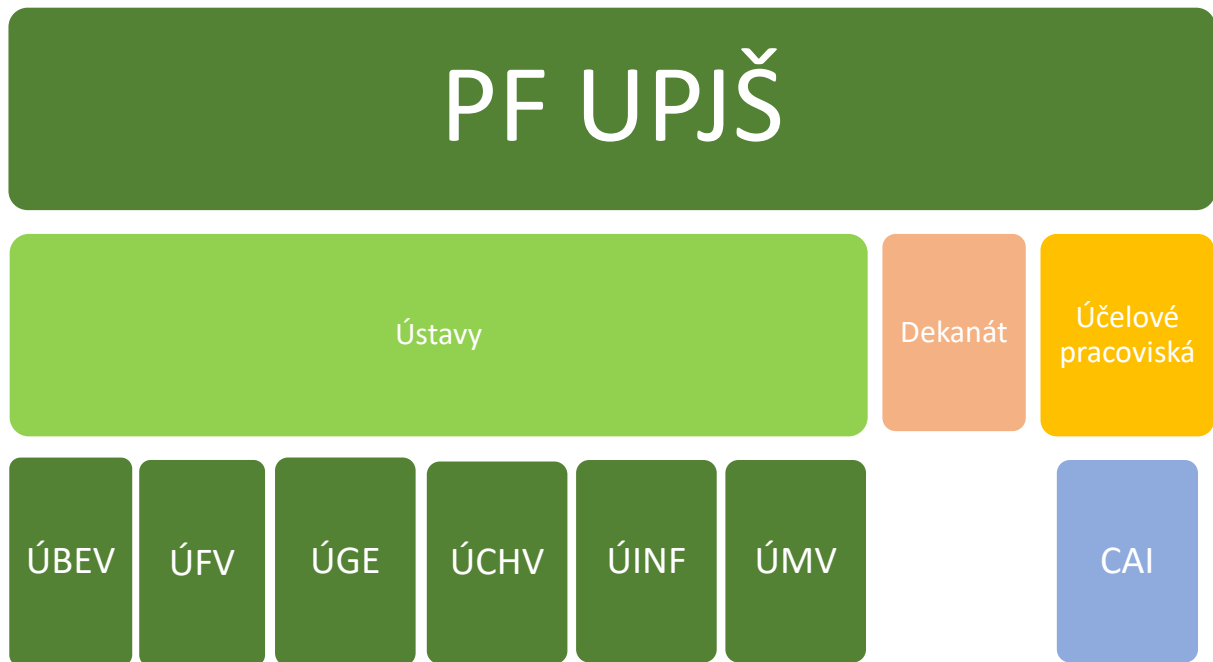 PF UPJŠ
Ústavy
Dekanát
Účelové
pracoviská
ÚBEV
ÚFV
ÚGE
ÚCHV
ÚINF
ÚMV
CAI